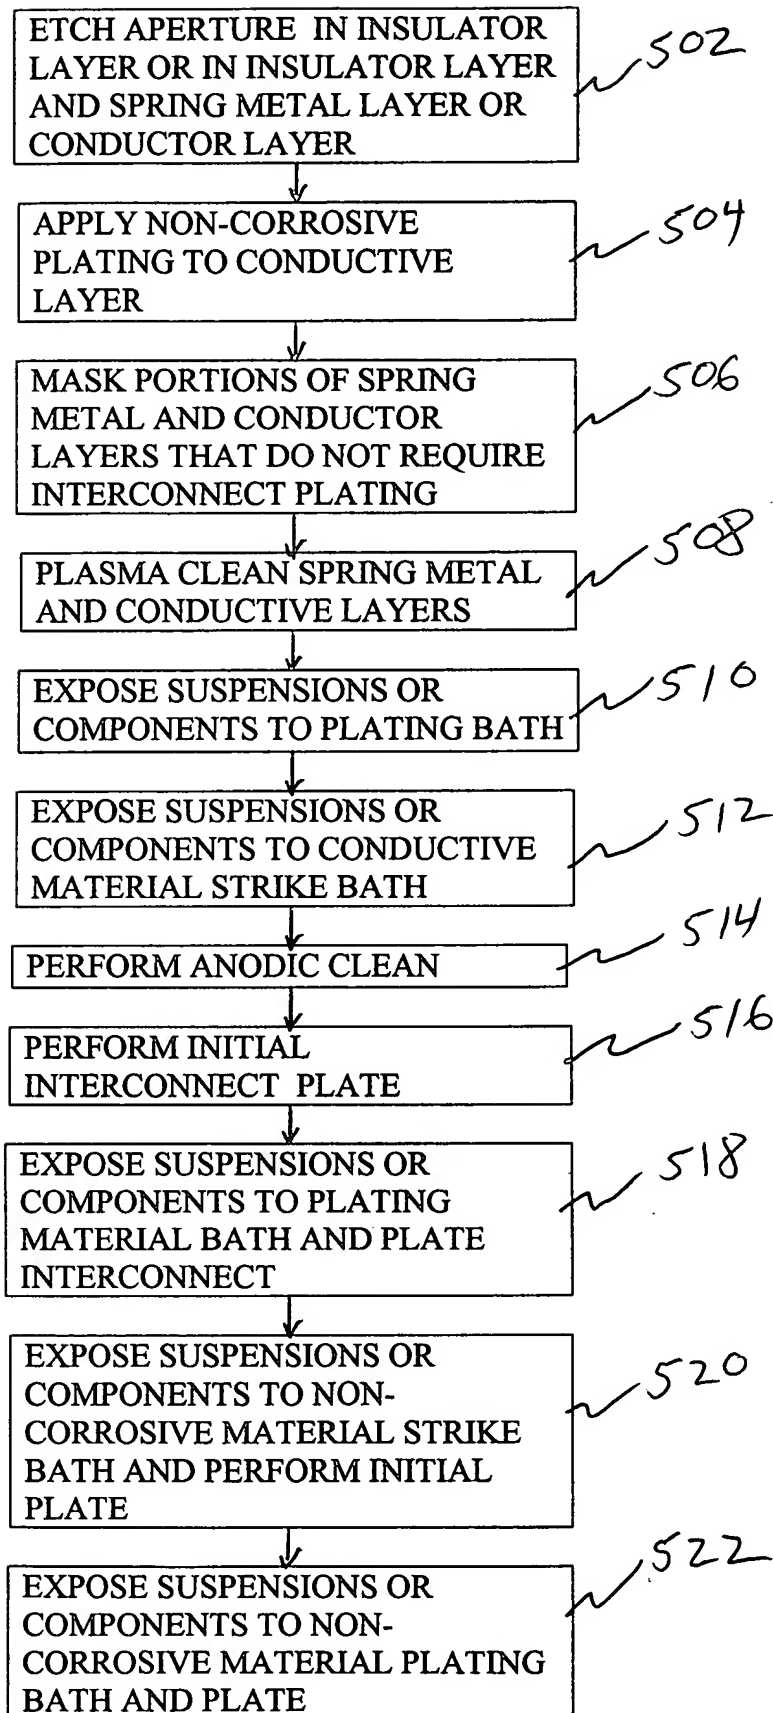 ETCH APERTURE IN INSULATOR
LAYER OR IN INSULATOR LAYER
AND SPRING METAL LAYER OR
CONDUCTOR LAYER
502
APPLY NON-CORROSIVE
PLATING TO CONDUCTIVE
LAYER
504
MASK PORTIONS OF SPRING
METAL AND CONDUCTOR
LAYERS THAT DO NOT REQUIRE
INTERCONNECT PLATING
506
PLASMA CLEAN SPRING METAL
AND CONDUCTIVE LAYERS
508
EXPOSE SUSPENSIONS OR
COMPONENTS TO PLATING BATH
510
EXPOSE SUSPENSIONS OR
COMPONENTS TO CONDUCTIVE
MATERIAL STRIKE BATH
512
PERFORM ANODIC CLEAN
514
PERFORM INITIAL
INTERCONNECT PLATE
516
EXPOSE SUSPENSIONS OR
COMPONENTS TO PLATING
MATERIAL BATH AND PLATE
INTERCONNECT
518
EXPOSE SUSPENSIONS OR
COMPONENTS TO NON-
CORROSIVE MATERIAL STRIKE
BATH AND PERFORM INITIAL
PLATE
520
EXPOSE SUSPENSIONS OR
COMPONENTS TO NON-
CORROSIVE MATERIAL PLATING
BATH AND PLATE
522